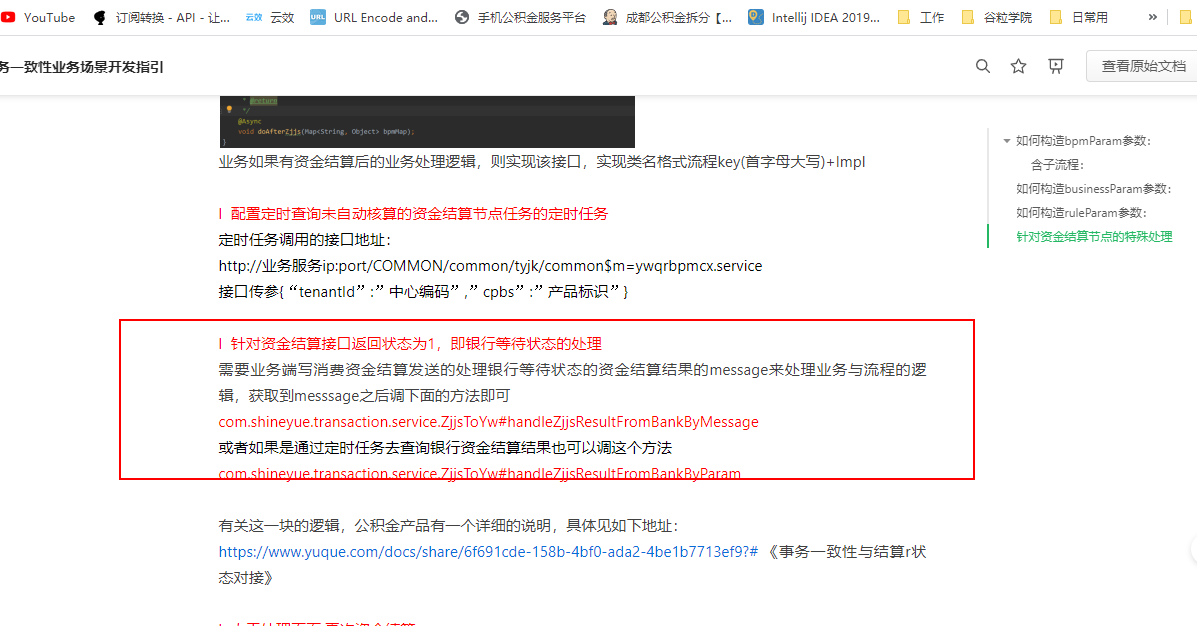 YouTube 订阅转换 - API - 让... 云效 云效 URL URL Encode and... 手机公积金服务平台 成都公积金拆分【... Intellij IDEA 2019... 工作 谷粒学院 日常用 »
务一致性业务场景开发指引
查看原始文档
* @return
*/
@Async
void doAfterZjjs(Map<String, Object> bpmMap);
}
业务如果有资金结算后的业务处理逻辑，则实现该接口，实现类名格式流程key(首字母大写)+Impl
l 配置定时查询未自动核算的资金结算节点任务的定时任务
定时任务调用的接口地址：
http://业务服务ip:port/COMMON/common/tyjk/common$m=ywqrbpmcx.service
接口传参{“tenantId”:”中心编码”,”cpbs”:”产品标识”}
l 针对资金结算接口返回状态为1，即银行等待状态的处理
需要业务端写消费资金结算发送的处理银行等待状态的资金结算结果的message来处理业务与流程的逻
辑，获取到messsage之后调下面的方法即可
com.shineyue.transaction.service.ZjjsToYw#handleZjjsResultFromBankByMessage
或者如果是通过定时任务去查询银行资金结算结果也可以调这个方法
com.shineyue.transaction.service.ZjjsToYw#handleZjjsResultFromBankByParam
有关这一块的逻辑，公积金产品有一个详细的说明，具体见如下地址：
https://www.yuque.com/docs/share/6f691cde-158b-4bf0-ada2-4be1b7713ef9?# 《事务一致性与结算r状
态对接》
如何构造bpmParam参数：
含子流程：
如何构造businessParam参数：
如何构造ruleParam参数：
针对资金结算节点的特殊处理